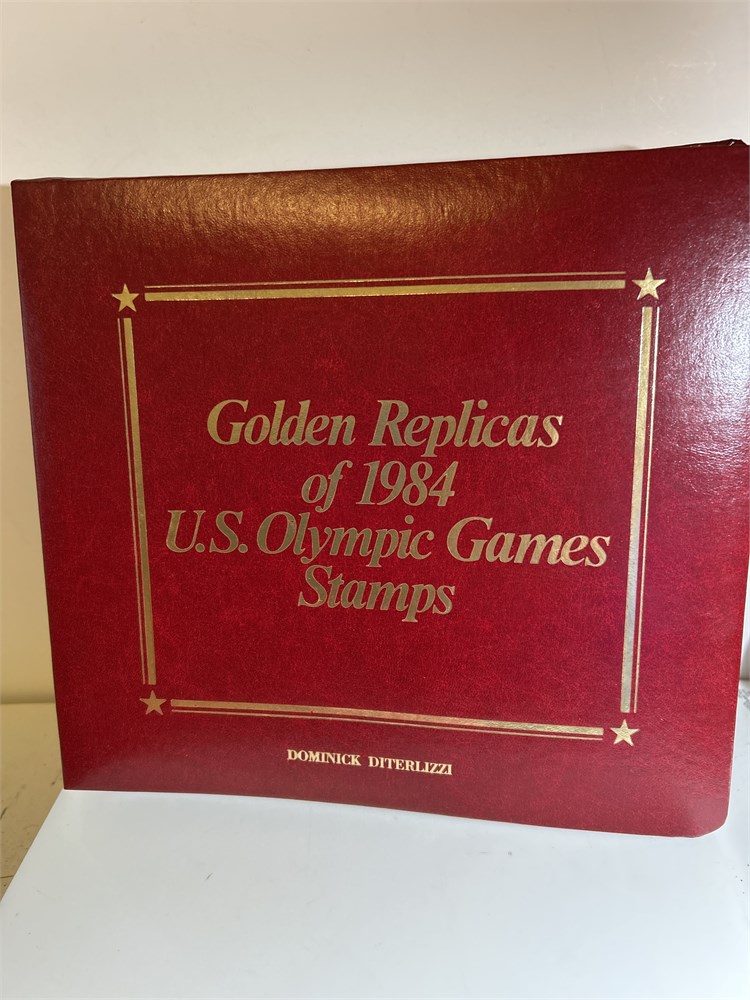 Golden Replicas
of 1984
U.S. Olympic Games
Stamps
DOMINICK DITERLIZZI